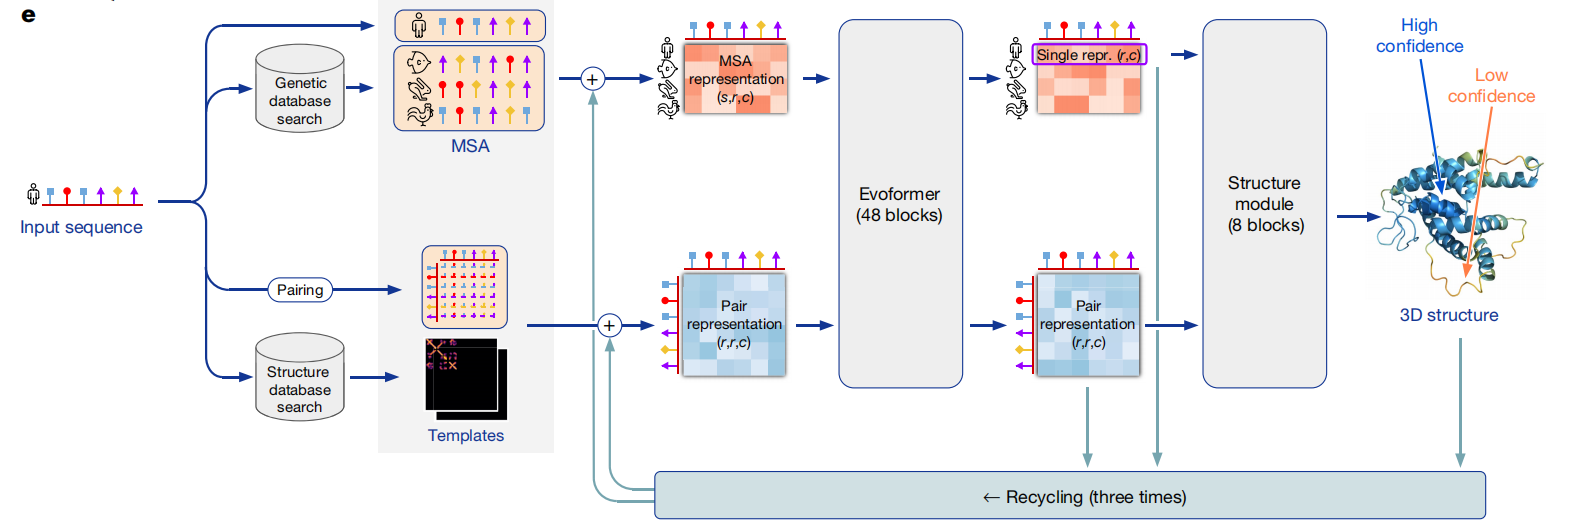 e
Input sequence
Genetic
database
search
Pairing
Structure
database
search
MSA
Templates
+
+
MSA
representation
(s,r,c)
Pair
representation
(r,r,c)
Evoformer
(48 blocks)
Single repr. (r,c)
Pair
representation
(r,r,c)
Structure
module
(8 blocks)
High
confidence
Low
confidence
3D structure
← Recycling (three times)